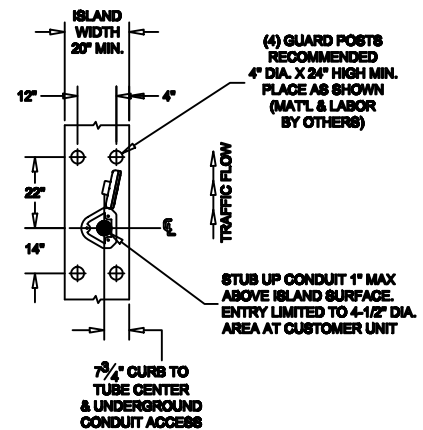 ISLAND
WIDTH
20" MIN.
(4) GUARD POSTS
RECOMMENDED
4" DIA. X 24" HIGH MIN.
PLACE AS SHOWN
(MAT'L & LABOR
BY OTHERS)
12"
4"
TRAFFIC FLOW
22"
14"
℄
STUB UP CONDUIT 1" MAX
ABOVE ISLAND SURFACE.
ENTRY LIMITED TO 4-1/2" DIA.
AREA AT CUSTOMER UNIT
7 3/4" CURB TO
TUBE CENTER
& UNDERGROUND
CONDUIT ACCESS